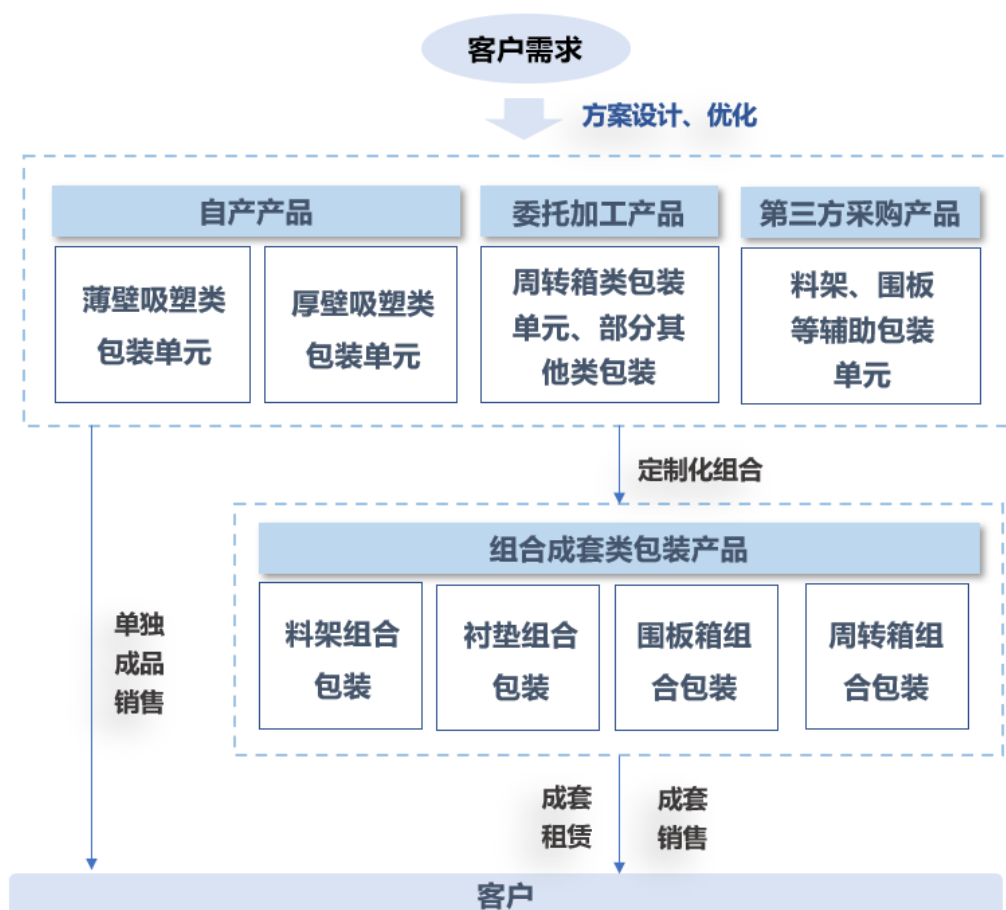 客户需求
方案设计、优化
自产产品
委托加工产品
第三方采购产品
薄壁吸塑类
包装单元
厚壁吸塑类
包装单元
周转箱类包装
单元、部分其
他类包装
料架、围板
等辅助包装
单元
定制化组合
组合成套类包装产品
料架组合
包装
衬垫组合
包装
围板箱组
合包装
周转箱组
合包装
单独
成品
销售
成套
租赁
成套
销售
客户